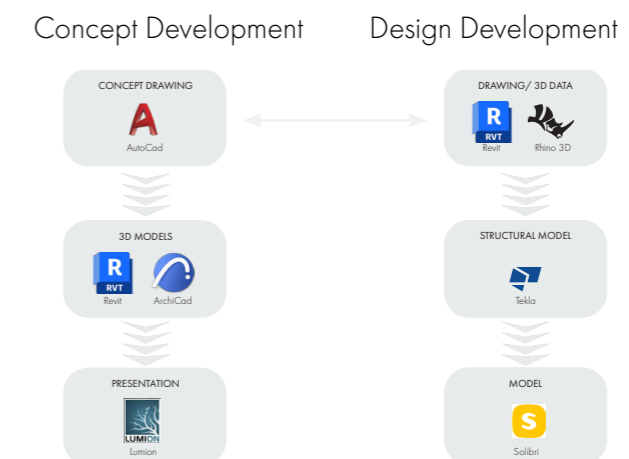 Concept Development
Design Development
CONCEPT DRAWING
AutoCad
DRAWING/ 3D DATA
R
RVT
Revit
Rhino 3D
3D MODELS
R
RVT
Revit
ArchiCad
STRUCTURAL MODEL
Tekla
PRESENTATION
LUMION
Lumion
MODEL
S
Solibri